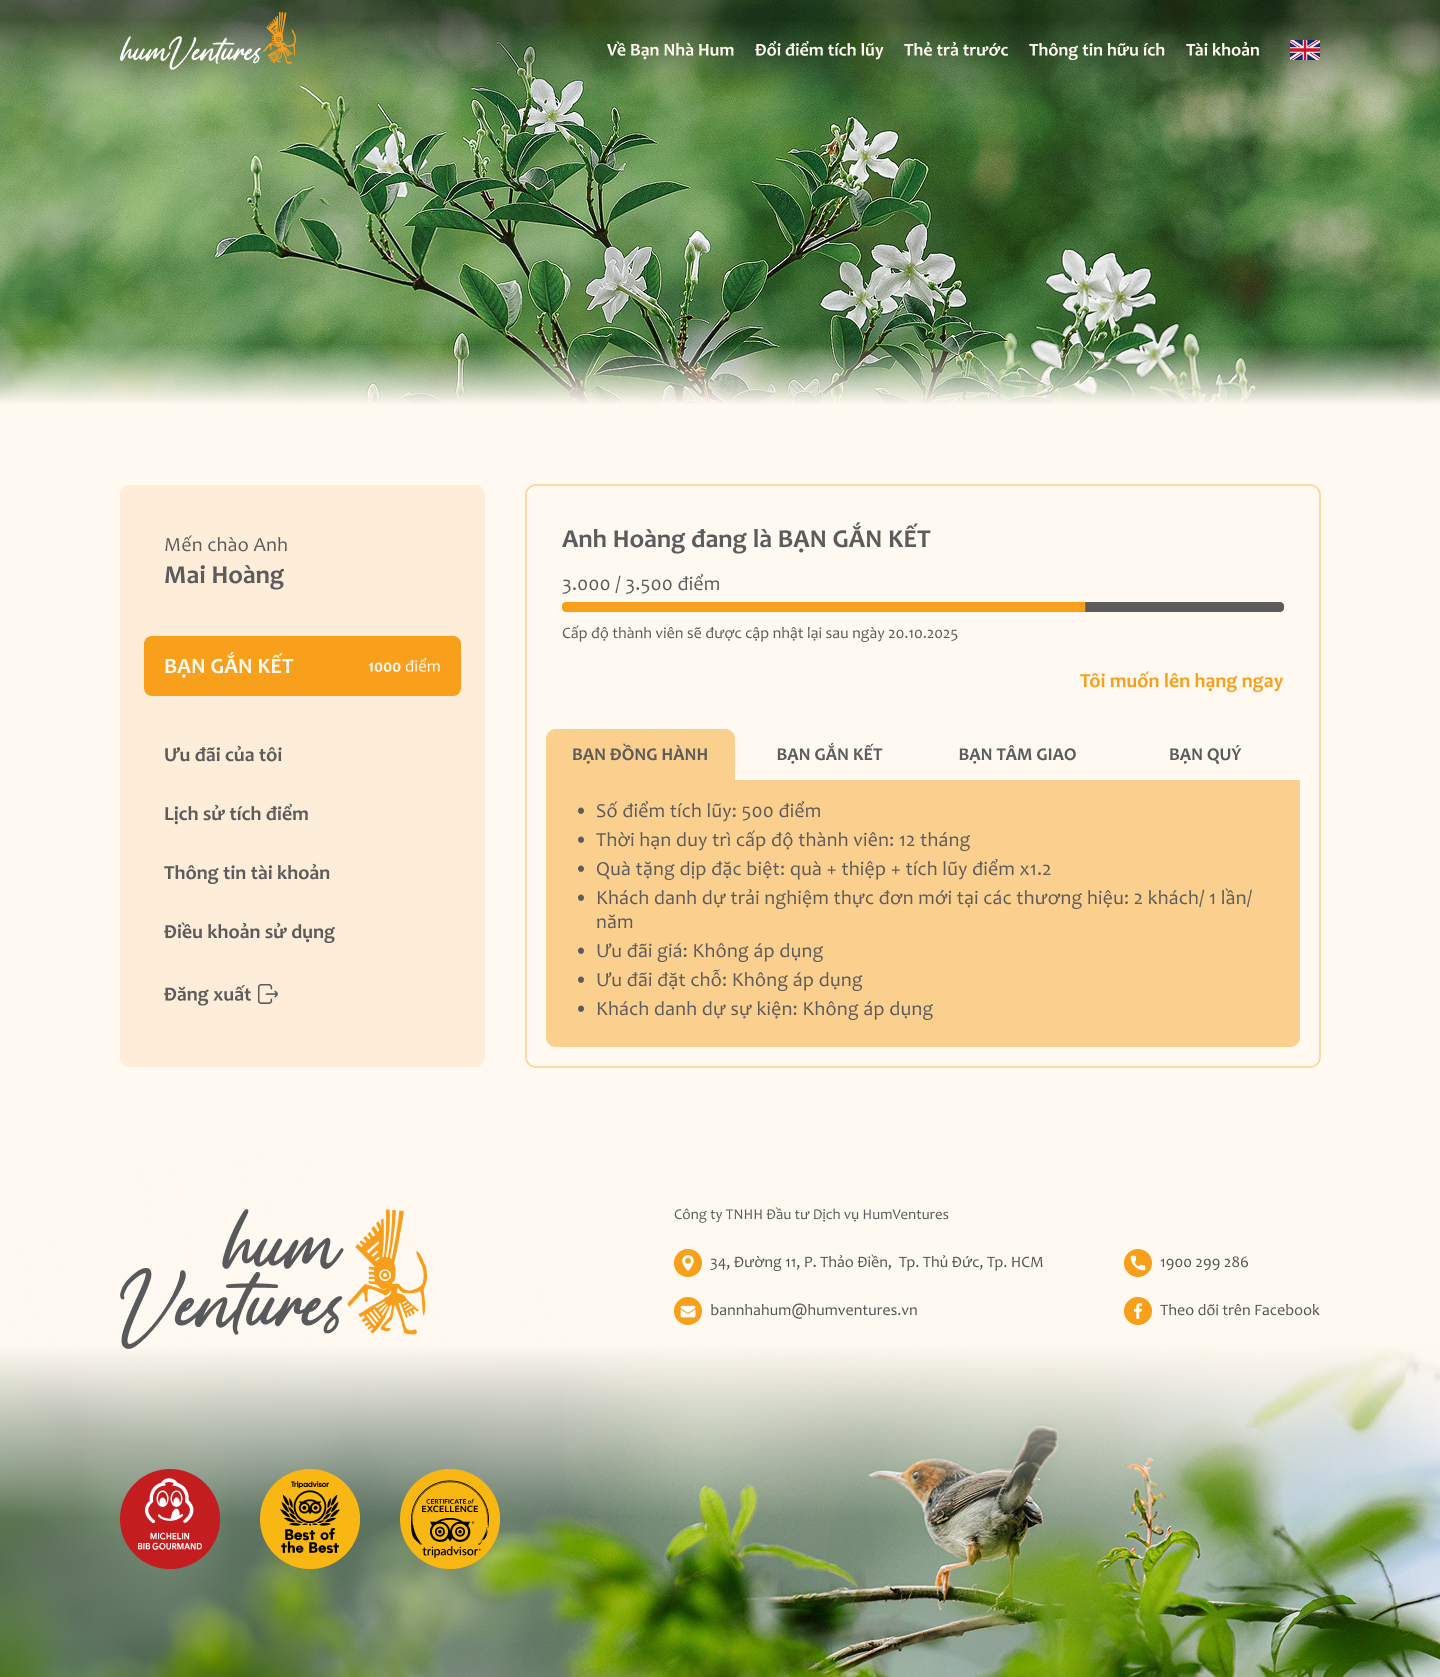 humVentures
Về Bạn Nhà Hum
Đổi điểm tích lũy
Thẻ trả trước
Thông tin hữu ích
Tài khoản
Mến chào Anh
Mai Hoàng
BẠN GẮN KẾT
1000 điểm
Ưu đãi của tôi
Lịch sử tích điểm
Thông tin tài khoản
Điều khoản sử dụng
Đăng xuất
Anh Hoàng đang là BẠN GẮN KẾT
3.000 / 3.500 điểm
Cấp độ thành viên sẽ được cập nhật lại sau ngày 20.10.2025
Tôi muốn lên hạng ngay
BẠN ĐỒNG HÀNH
BẠN GẮN KẾT
BẠN TÂM GIAO
BẠN QUÝ
• Số điểm tích lũy: 500 điểm
• Thời hạn duy trì cấp độ thành viên: 12 tháng
• Quà tặng dịp đặc biệt: quà + thiệp + tích lũy điểm x1.2
• Khách danh dự trải nghiệm thực đơn mới tại các thương hiệu: 2 khách/ 1 lần/
năm
• Ưu đãi giá: Không áp dụng
• Ưu đãi đặt chỗ: Không áp dụng
• Khách danh dự sự kiện: Không áp dụng
hum
Ventures
Công ty TNHH Đầu tư Dịch vụ HumVentures
34, Đường 11, P. Thảo Điền, Tp. Thủ Đức, Tp. HCM
1900 299 286
bannhahum@humventures.vn
Theo dõi trên Facebook
MICHELIN
BIB GOURMAND
Tripadvisor
Best of
the Best
CERTIFICATE of
EXCELLENCE
tripadvisor